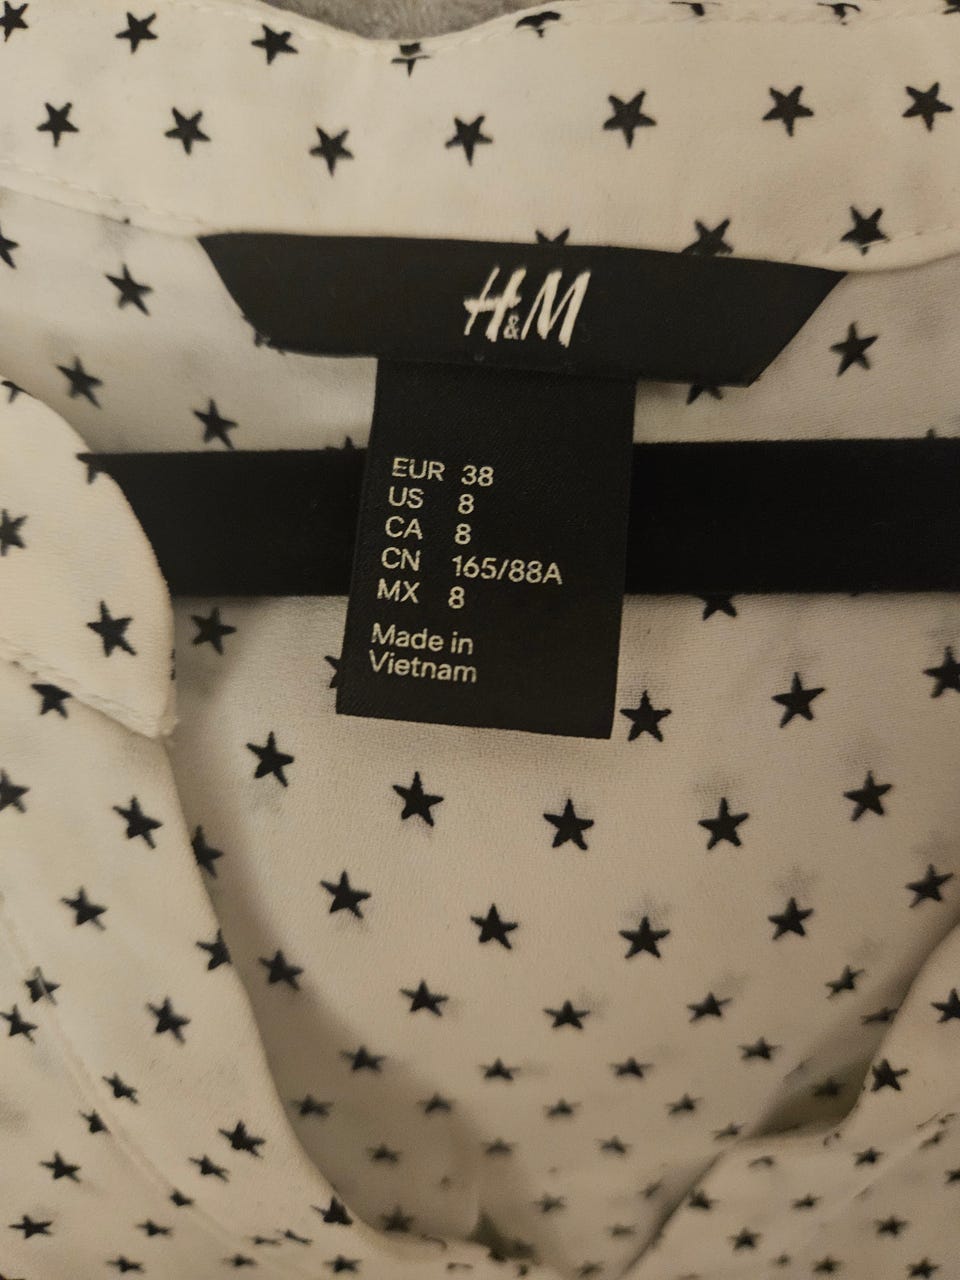 H&M
EUR 38
US 8
CA 8
CN 165/88A
MX 8
Made in
Vietnam